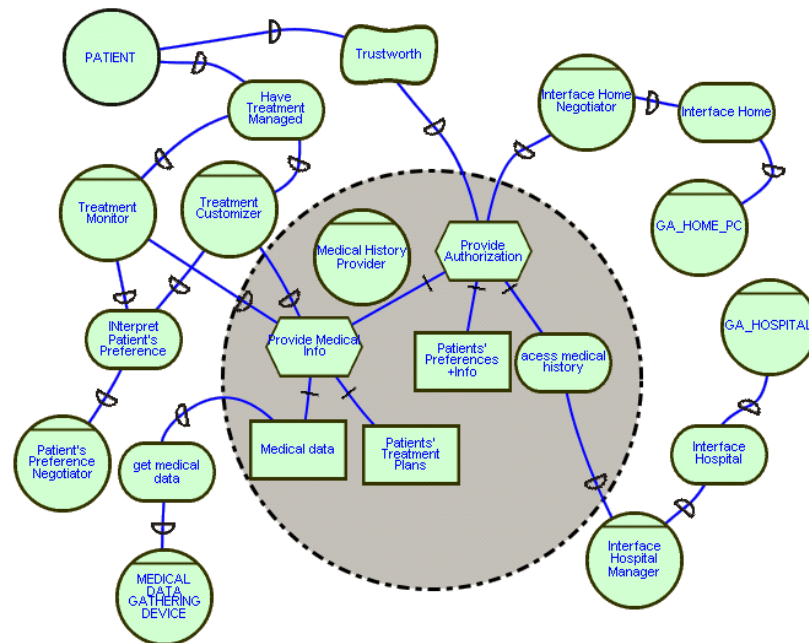 PATIENT
Trustworth
Have
Treatment
Managed
Interface Home
Negotiator
Interface Home
Treatment
Monitor
Treatment
Customizer
Medical History
Provider
Provide
Authorization
GA_HOME_PC
INterpret
Patient's
Preference
Provide Medical
Info
Patients'
Preferences
+Info
acess medical
history
GA_HOSPITAL
Patient's
Preference
Negotiator
get medical
data
Medical data
Patients'
Treatment
Plans
Interface
Hospital
Interface
Hospital
Manager
MEDICAL
DATA
GATHERING
DEVICE